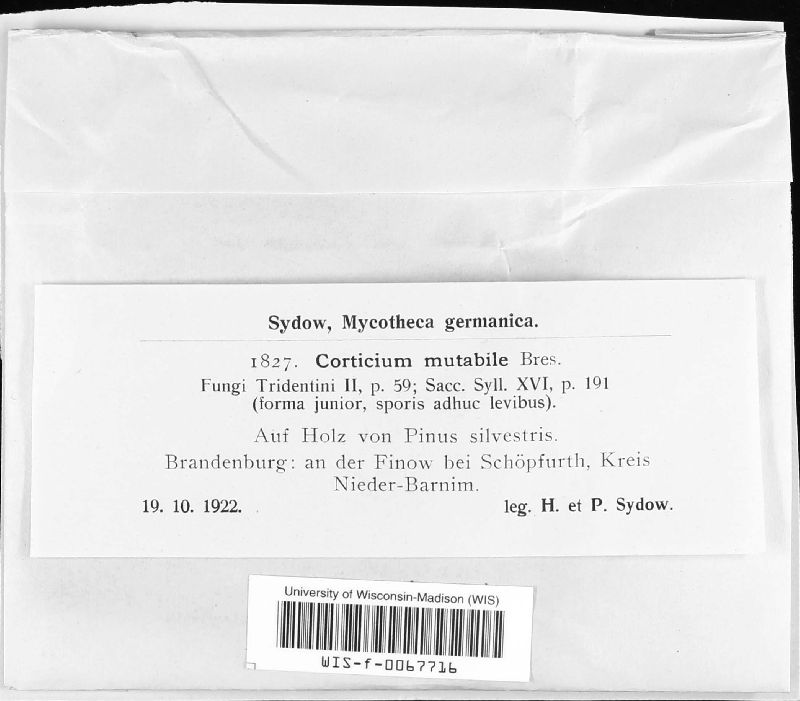 Sydow, Mycotheca germanica.
1827. Corticium mutabile Bres.
Fungi Tridentini II, p. 59; Sacc. Syll. XVI, p. 191
(forma junior, sporis adhuc levibus).
Auf Holz von Pinus silvestris.
Brandenburg: an der Finow bei Schöpfurth, Kreis
Nieder-Barnim.
19. 10. 1922. leg. H. et P. Sydow.
University of Wisconsin-Madison (WIS)
WIS-f-0067716